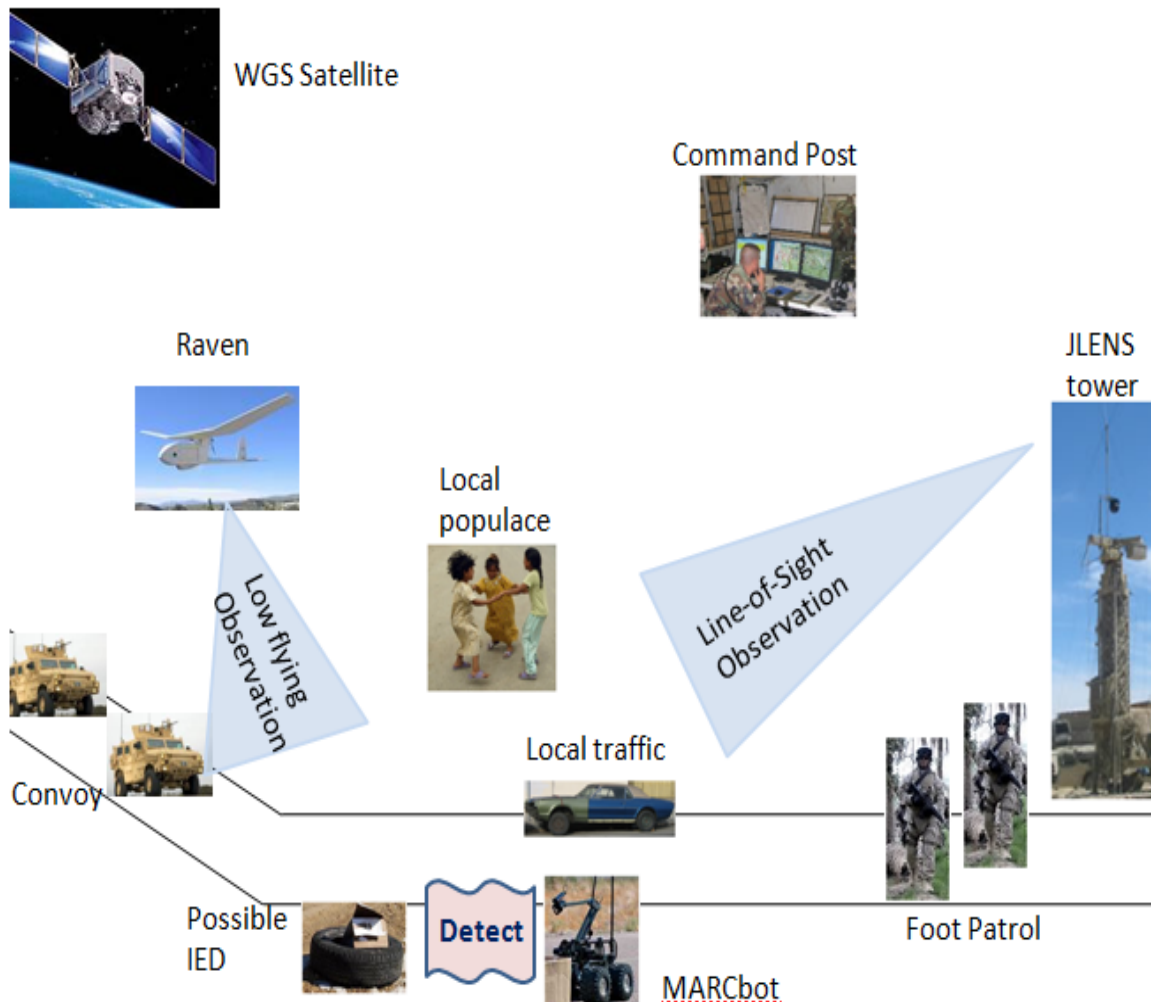 WGS Satellite
Command Post
Raven
JLENS
tower
Local
populace
Low flying
Observation
Line-of-Sight
Observation
Convoy
Local traffic
Possible
IED
Detect
Foot Patrol
MARCbot